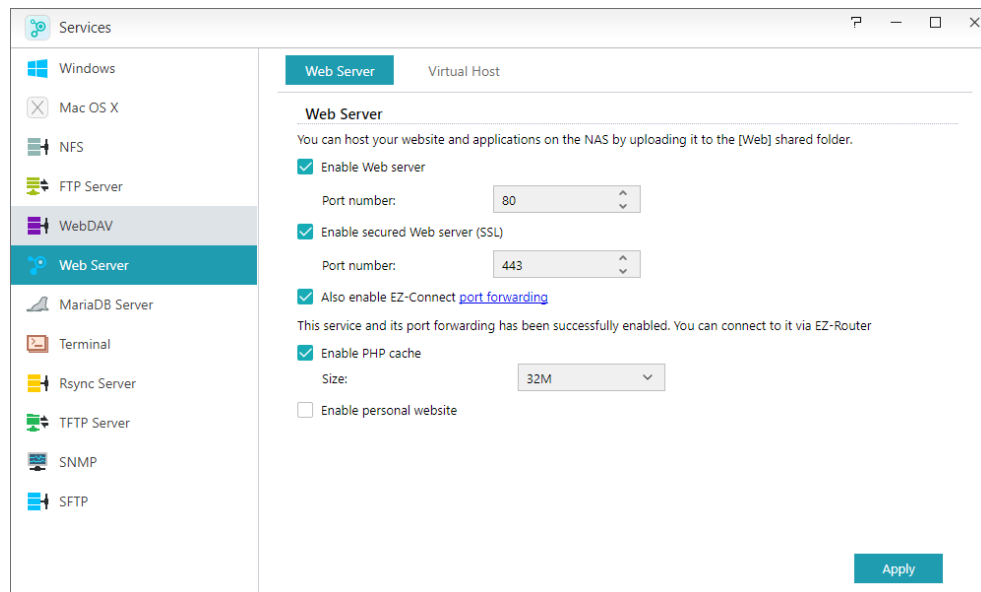 Services
Windows
Mac OS X
NFS
FTP Server
WebDAV
Web Server
MariaDB Server
Terminal
Rsync Server
TFTP Server
SNMP
SFTP
Web Server
Virtual Host
Web Server
You can host your website and applications on the NAS by uploading it to the [Web] shared folder.
Enable Web server
Port number: 80
Enable secured Web server (SSL)
Port number: 443
Also enable EZ-Connect port forwarding
This service and its port forwarding has been successfully enabled. You can connect to it via EZ-Router
Enable PHP cache
Size: 32M
Enable personal website
Apply